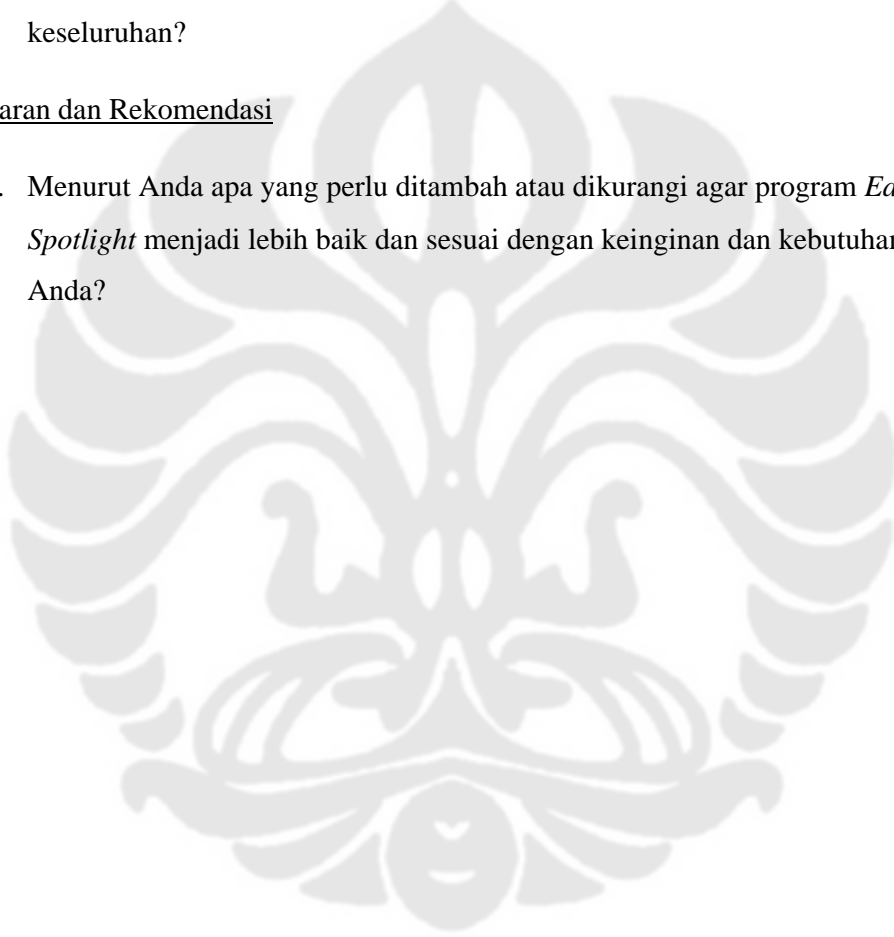 keseluruhan?
aran dan Rekomendasi
. Menurut Anda apa yang perlu ditambah atau dikurangi agar program
Spotlight menjadi lebih baik dan sesuai dengan keinginan dan kebutuhan
Anda?